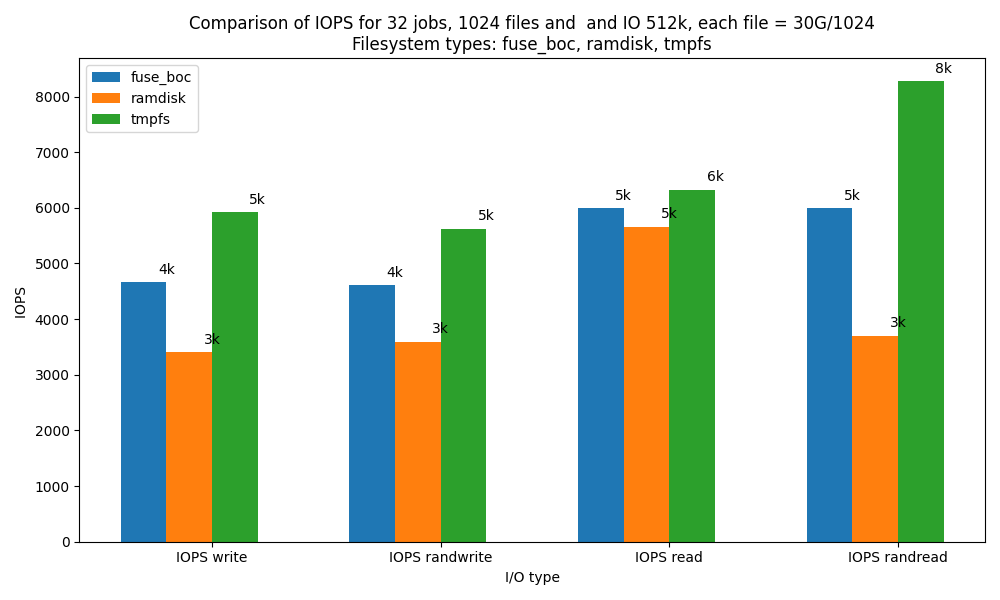 Comparison of IOPS for 32 jobs, 1024 files and  and IO 512k, each file = 30G/1024
Filesystem types: fuse_boc, ramdisk, tmpfs
fuse_boc
ramdisk
tmpfs
8k
8000
7000
6k
6000
5k
5k
5k
5k
5k
5k
5000
4k
4k
4000
3k
3k
3k
3000
2000
1000
0
IOPS
IOPS write
IOPS randwrite
IOPS read
IOPS randread
I/O type